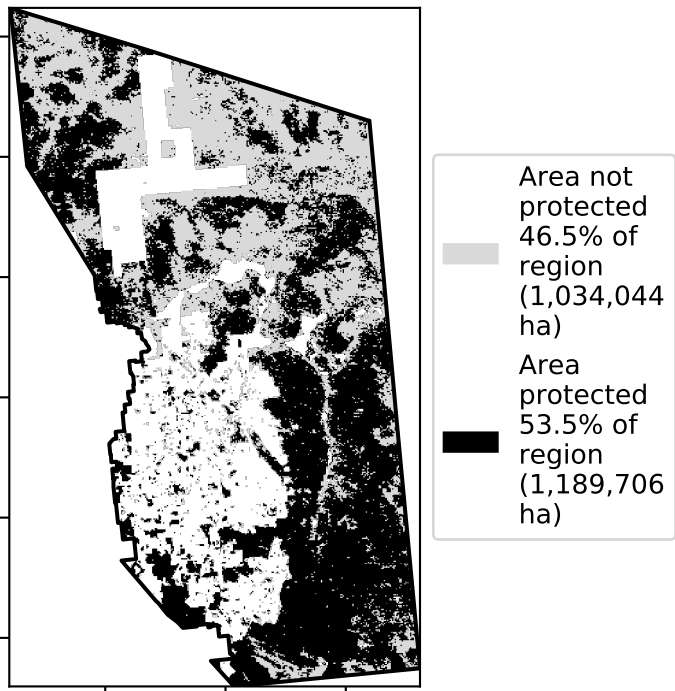 Area not
protected
46.5% of
region
(1,034,044
ha)
Area
protected
53.5% of
region
(1,189,706
ha)